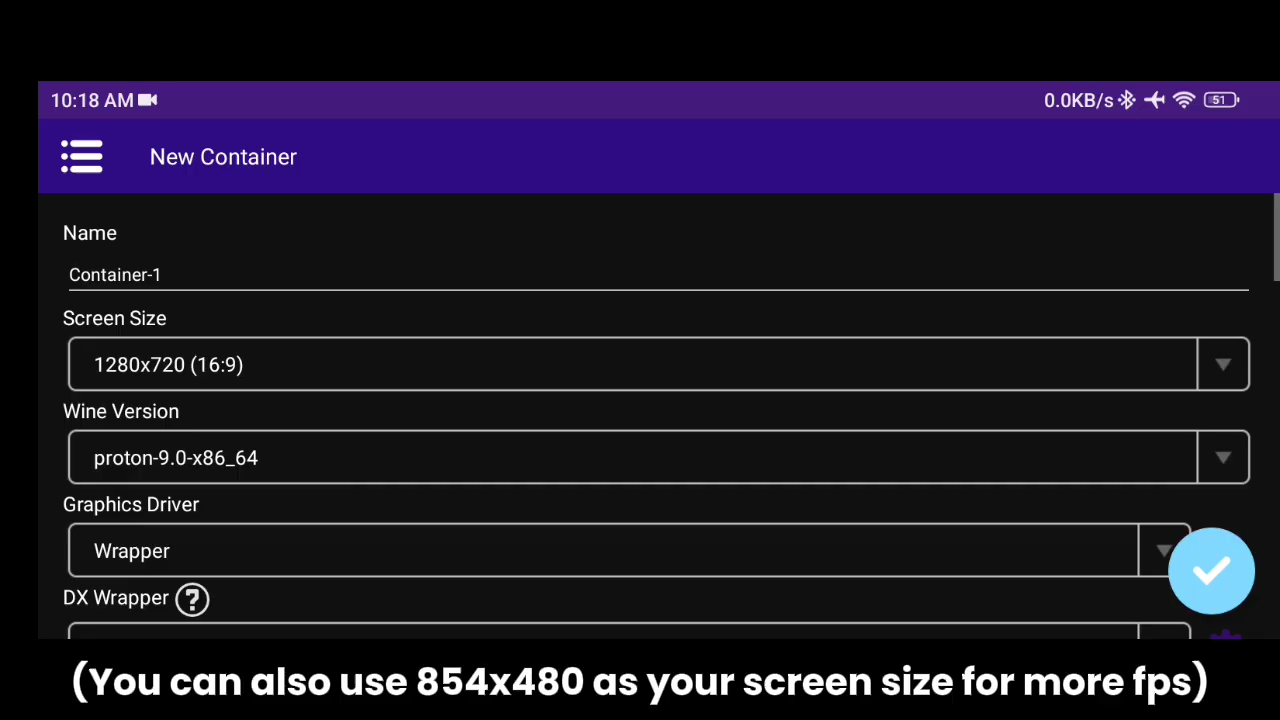 10:18 AM 0.0KB/s 51
New Container
Name
Container-1
Screen Size
1280x720 (16:9)
Wine Version
proton-9.0-x86_64
Graphics Driver
Wrapper
DX Wrapper ?
(You can also use 854x480 as your screen size for more fps)